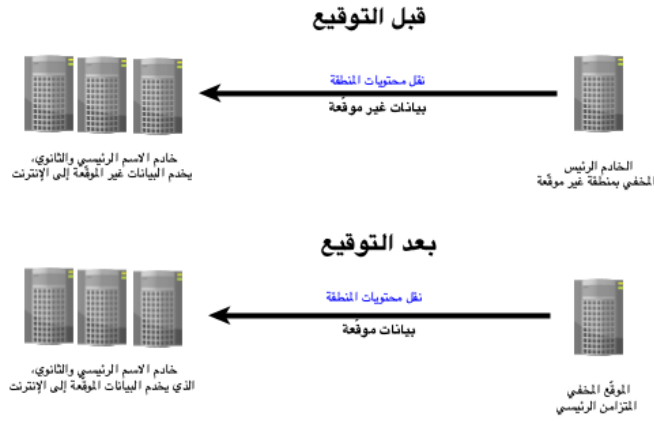 قبل التوقيع
نقل محتويات المنطقة
بيانات غير موقّعة
الخادم الرئيس
المخفي بمنطقة غير موقّعة
خادم الاسم الرئيسي والثانوي،
يخدم البيانات غير الموقّعة إلى الإنترنت
بعد التوقيع
نقل محتويات المنطقة
بيانات موقّعة
الموقّع المخفي
المتزامن الرئيسي
خادم الاسم الرئيسي والثانوي،
الذي يخدم البيانات الموقّعة إلى الإنترنت